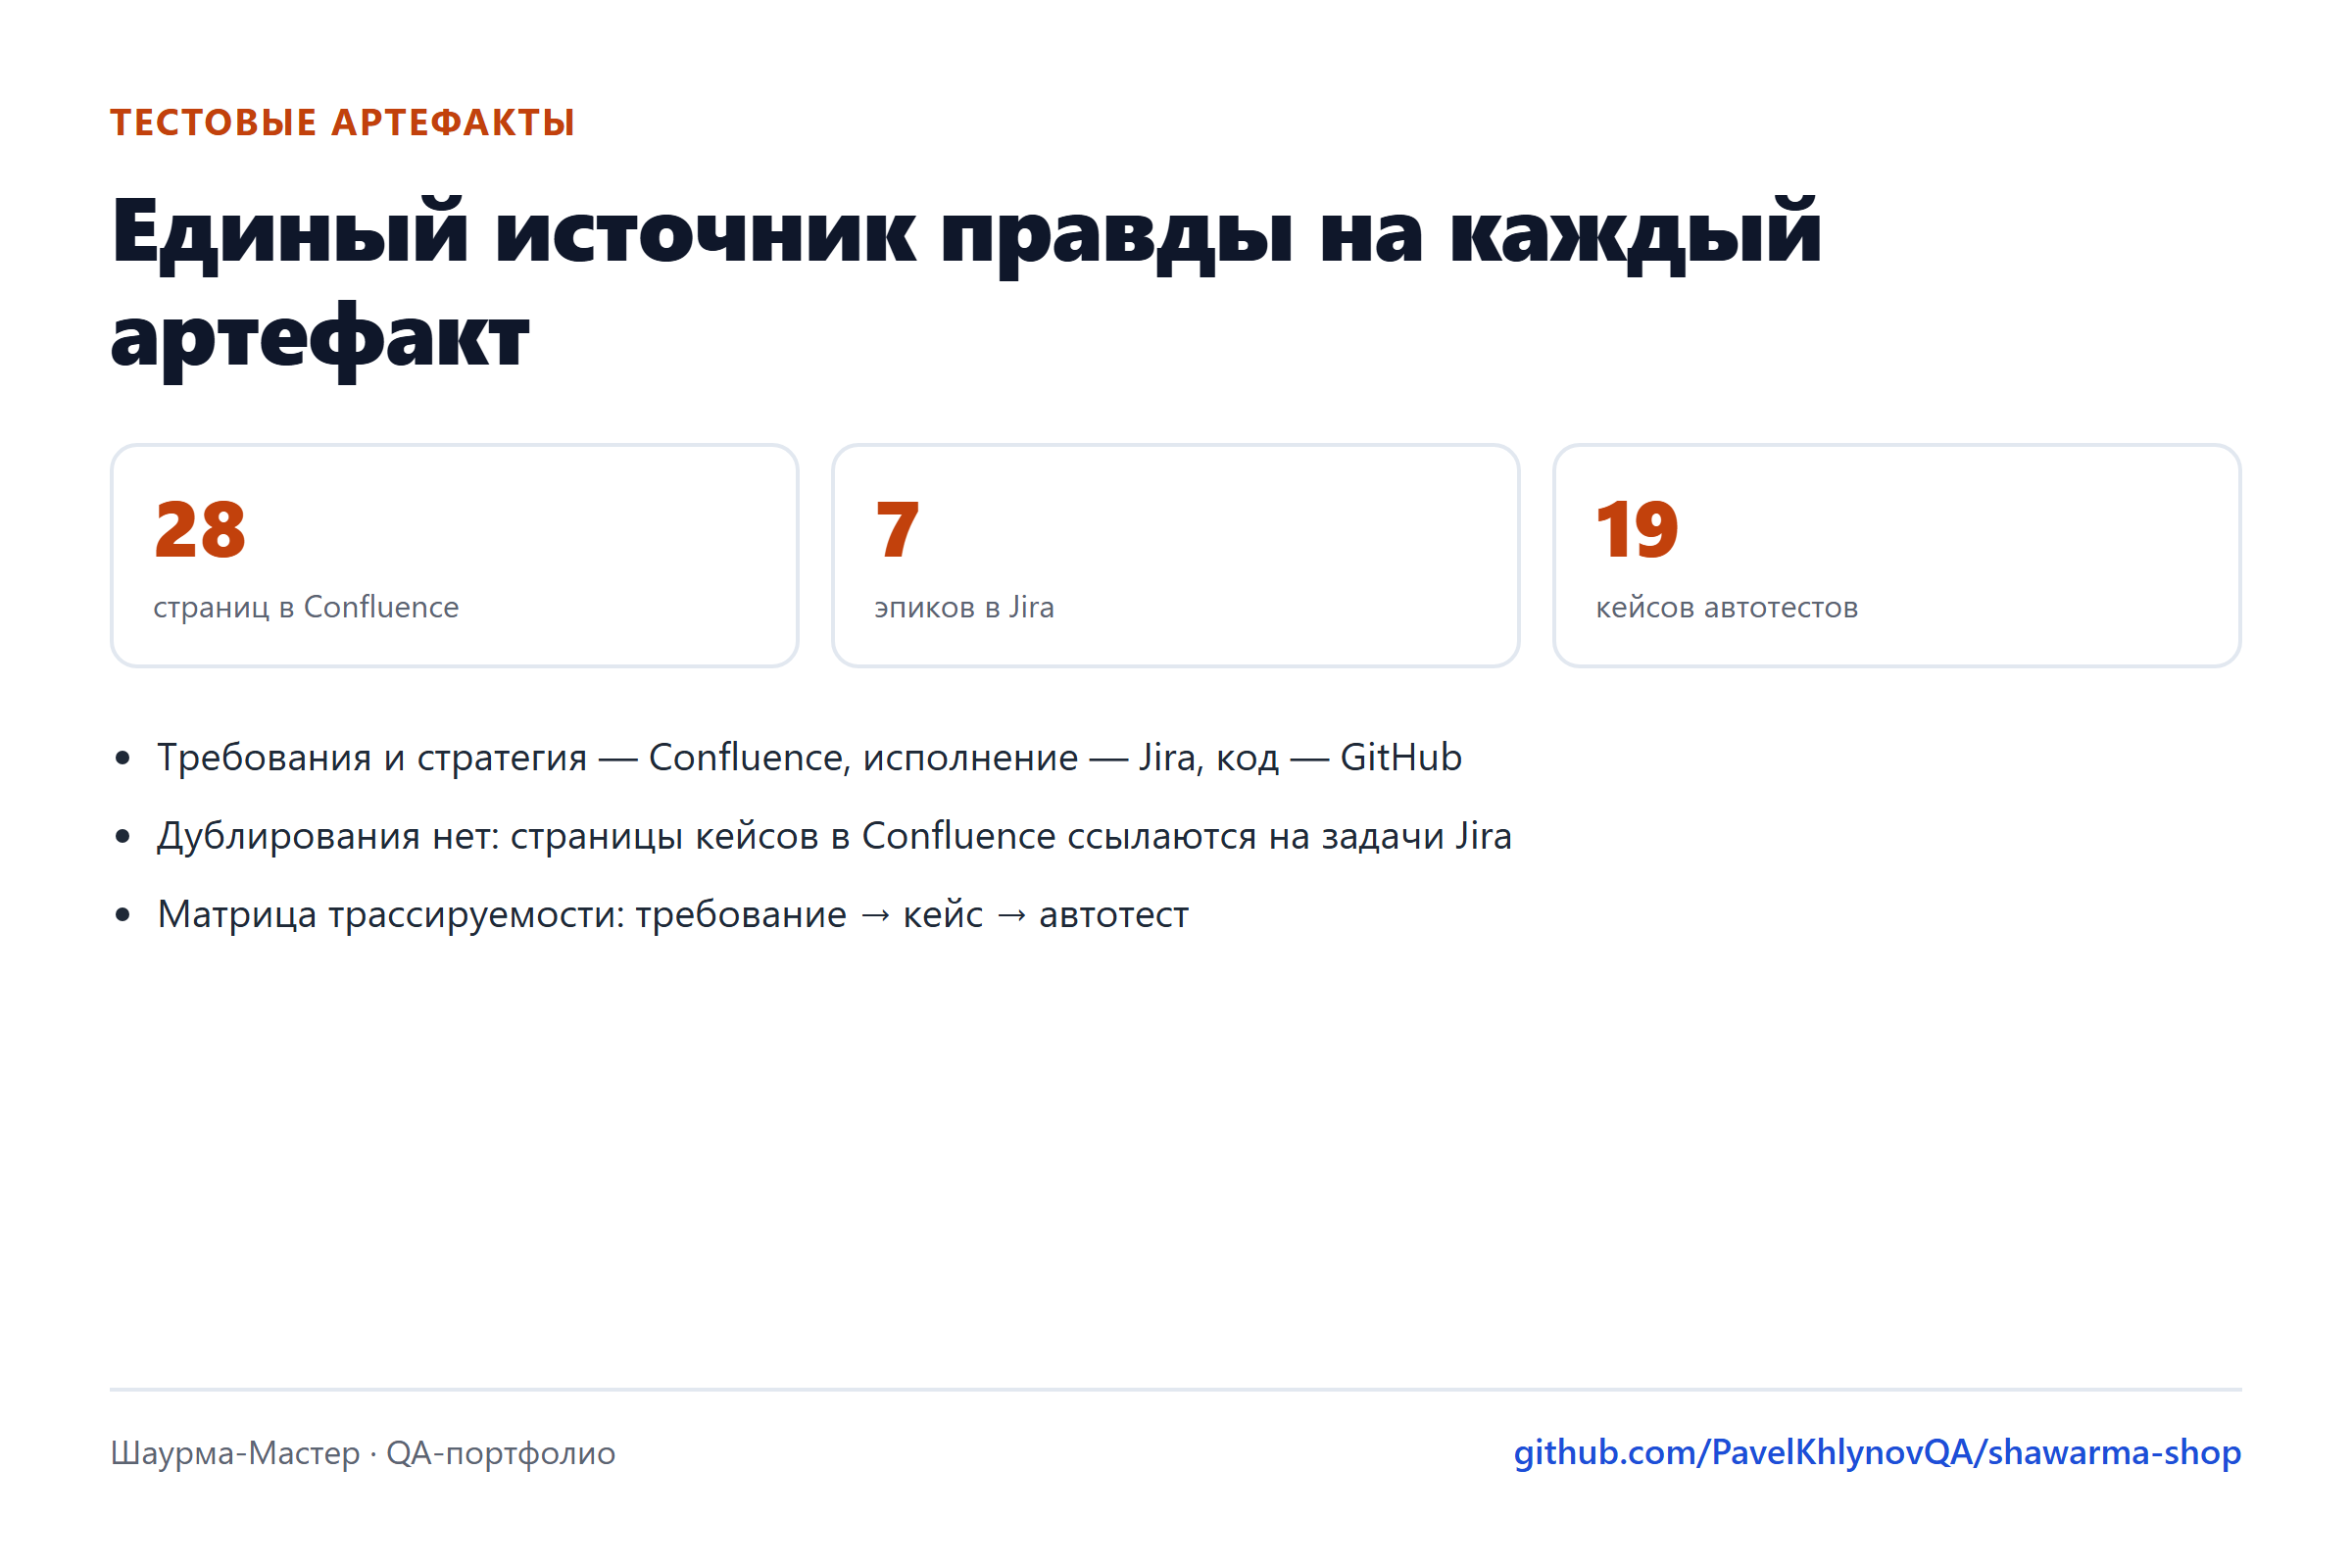 ТЕСТОВЫЕ АРТЕФАКТЫ
Единый источник правды на каждый
артефакт
28
страниц в Confluence
7
эпиков в Jira
19
кейсов автотестов
• Требования и стратегия — Confluence, исполнение — Jira, код — GitHub
• Дублирования нет: страницы кейсов в Confluence ссылаются на задачи Jira
• Матрица трассируемости: требование → кейс → автотест
Шаурма-Мастер · QA-портфолио
github.com/PavelKhlynovQA/shawarma-shop